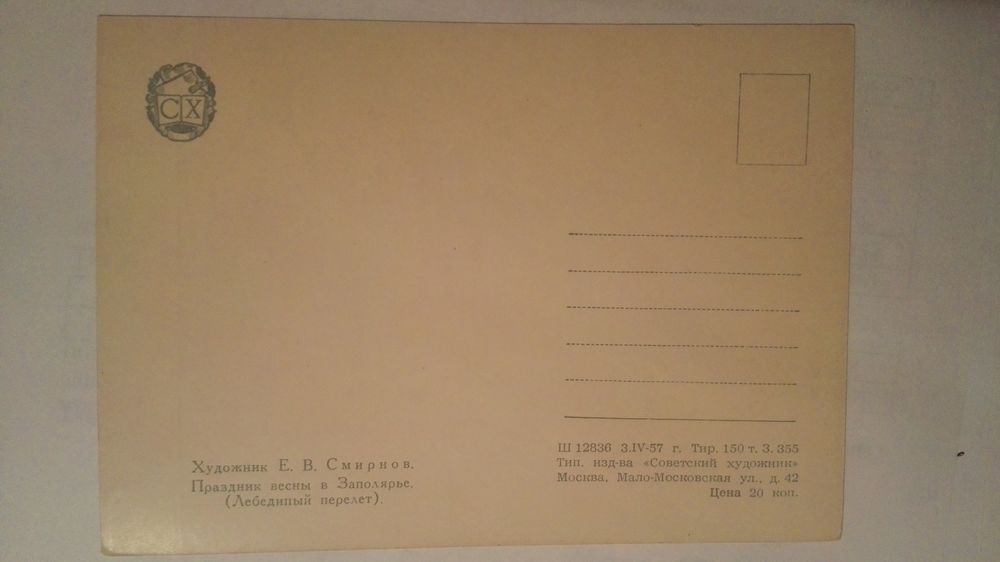 СХ
Художник Е. В. Смирнов.
Праздник весны в Заполярье.
(Лебединый перелет).
Ш 12836 3.IV-57 г. Тир. 150 т. З. 355
Тип. изд-ва «Советский художник»
Москва, Мало-Московская ул., д. 42
Цена 20 коп.